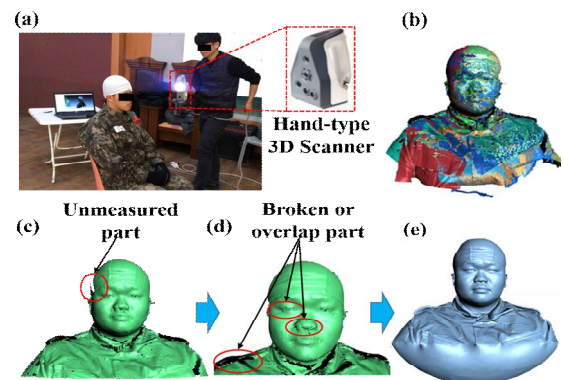 (a)
(b)
Hand-type
3D Scanner
Unmeasured
part
Broken or
overlap part
(c)
(d)
(e)